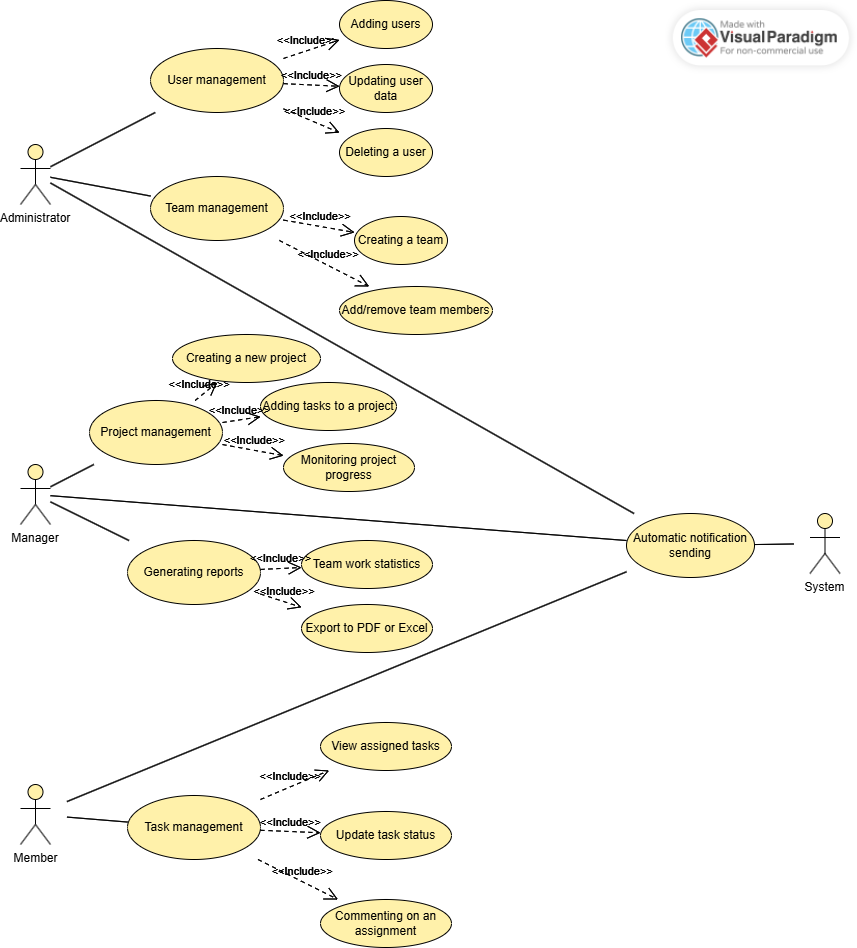 Made with
VisualParadigm
For non-commercial use
Adding users
<<Include>>
User management
<<Include>>
Updating user
data
<<Include>>
Deleting a user
Administrator
Team management
<<Include>>
Creating a team
<<Include>>
Add/remove team members
Creating a new project
<<Include>>
Adding tasks to a project
<<Include>>
Project management
<<Include>>
Monitoring project
progress
Manager
Automatic notification
sending
System
Generating reports
<<Include>>
Team work statistics
<<Include>>
Export to PDF or Excel
View assigned tasks
<<Include>>
Member
Task management
<<Include>>
Update task status
<<Include>>
Commenting on an
assignment